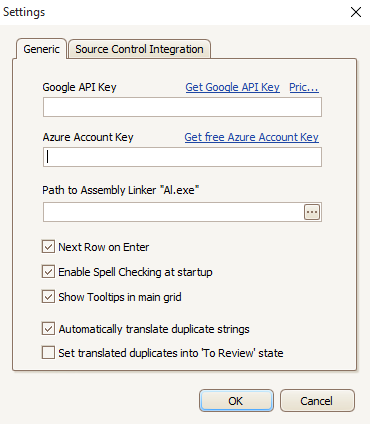 Settings
Generic Source Control Integration
Google API Key Get Google API Key Pric...
Azure Account Key Get free Azure Account Key
Path to Assembly Linker "Al.exe"
...
Next Row on Enter
Enable Spell Checking at startup
Show Tooltips in main grid
Automatically translate duplicate strings
Set translated duplicates into 'To Review' state
OK Cancel